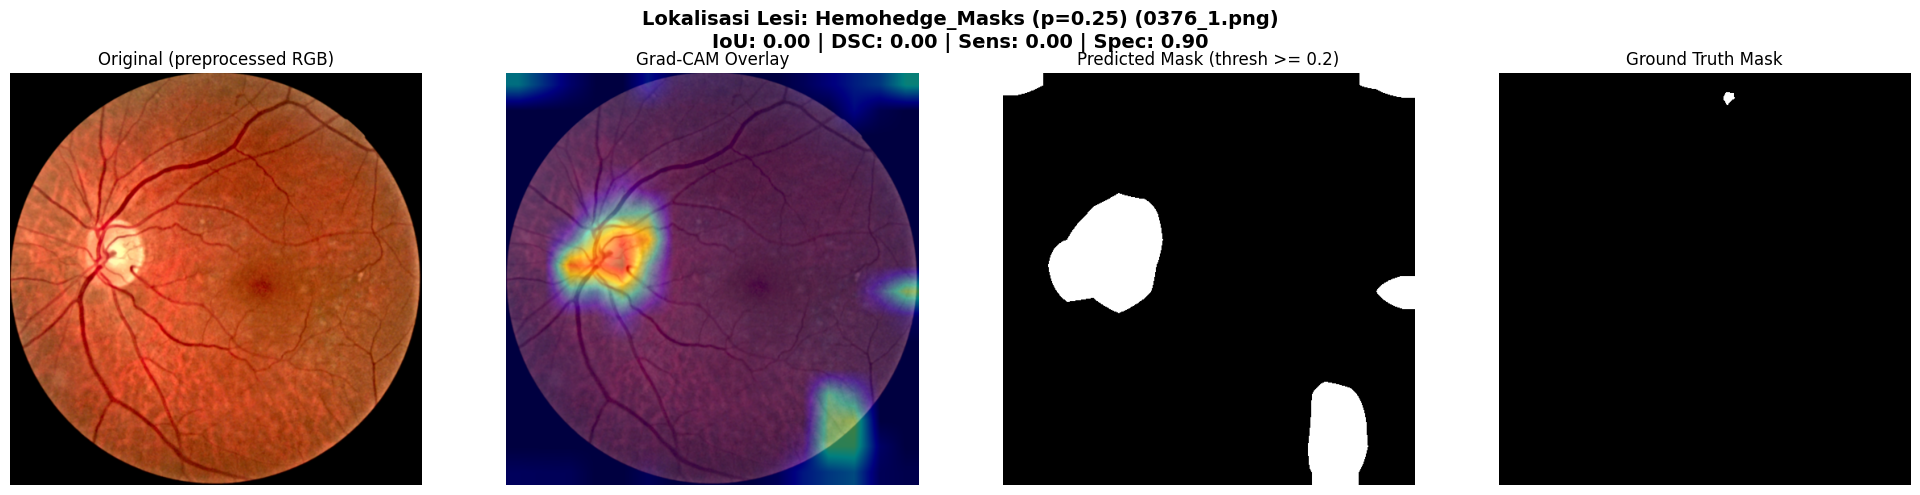 Lokalisasi Lesi: Hemohedge_Masks (p=0.25) (0376_1.png)
IoU: 0.00 | DSC: 0.00 | Sens: 0.00 | Spec: 0.90
Original (preprocessed RGB)
Grad-CAM Overlay
Predicted Mask (thresh >= 0.2)
Ground Truth Mask